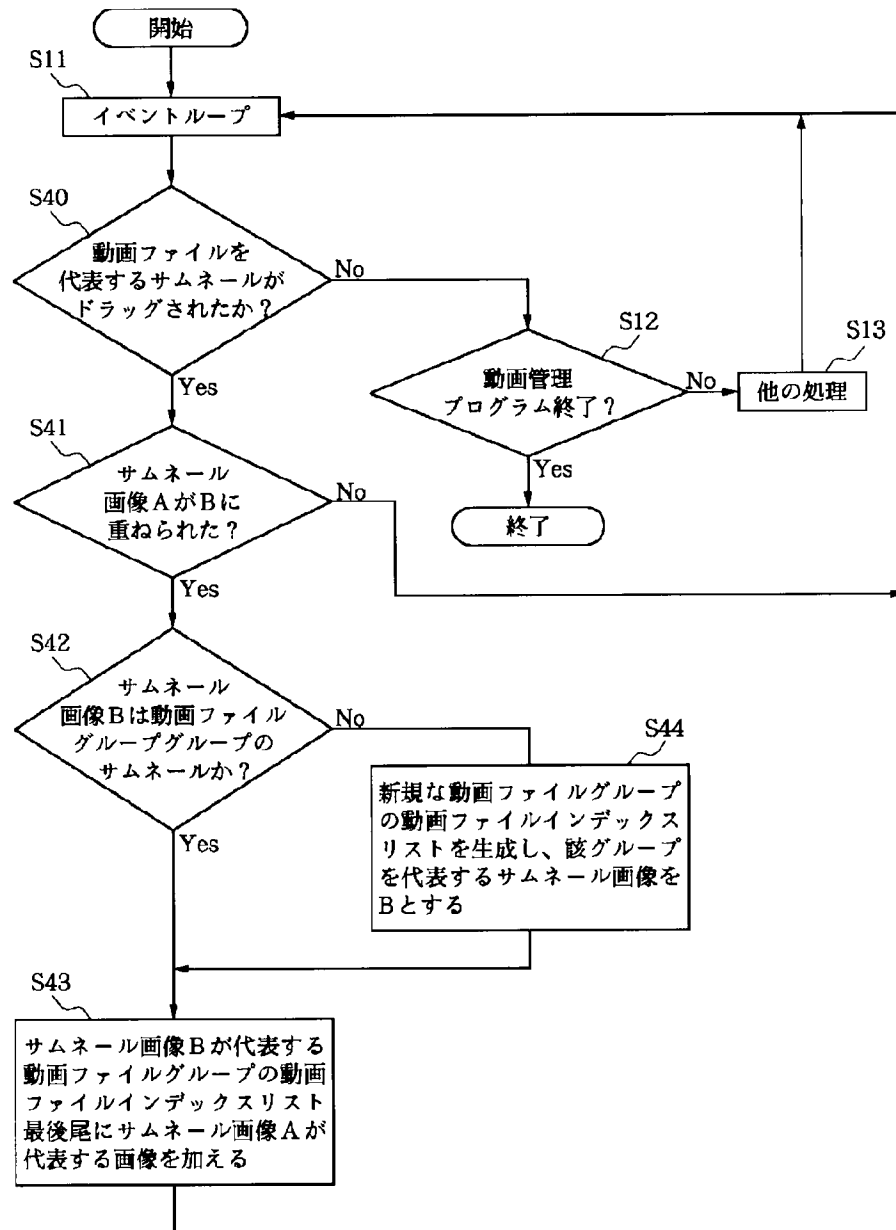 開始
S11
イベントループ
S40
動画ファイルを
代表するサムネールが
ドラッグされたか？
No
Yes
S12
動画管理
プログラム終了？
No
S13
他の処理
Yes
終了
S41
サムネール
画像AがBに
重ねられた？
No
Yes
S42
サムネール
画像Bは動画ファイル
グループグループの
サムネールか？
No
Yes
S44
新規な動画ファイルグループ
の動画ファイルインデックス
リストを生成し、該グループ
を代表するサムネール画像を
Bとする
S43
サムネール画像Bが代表する
動画ファイルグループの動画
ファイルインデックスリスト
最後尾にサムネール画像Aが
代表する画像を加える